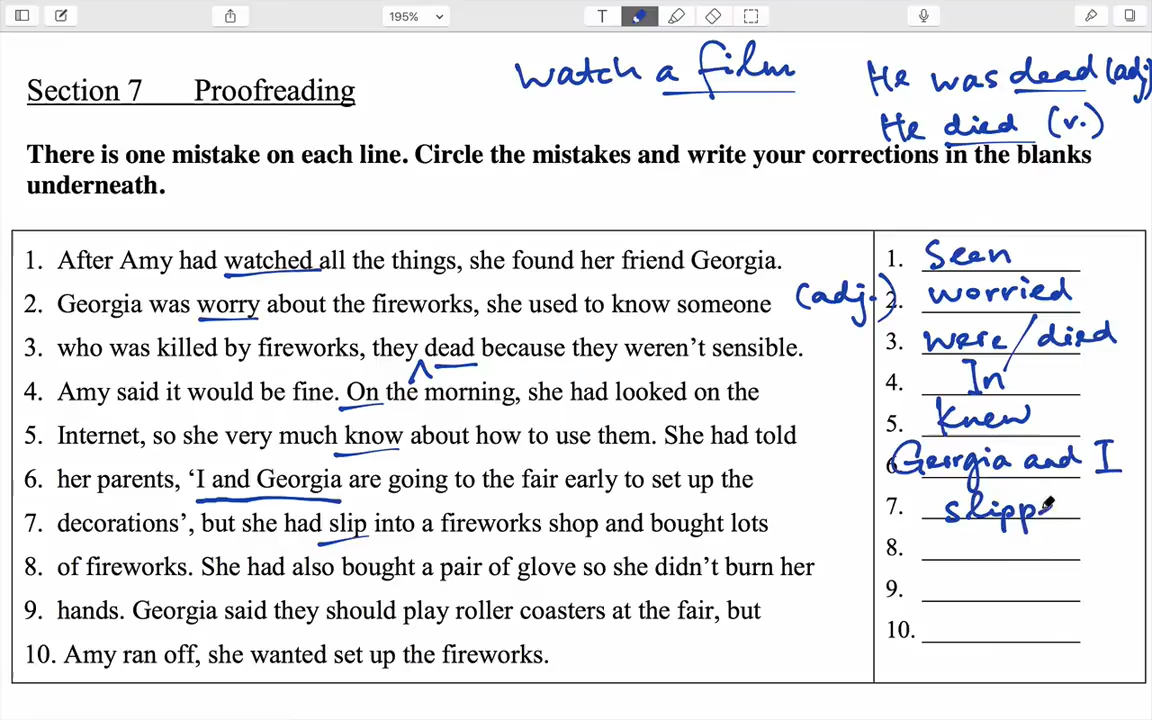 195%
T
watch a film
He was dead (adj)
He died (v.)
Section 7 Proofreading
There is one mistake on each line. Circle the mistakes and write your corrections in the blanks
underneath.
1. After Amy had watched all the things, she found her friend Georgia.
2. Georgia was worry about the fireworks, she used to know someone
3. who was killed by fireworks, they dead because they weren't sensible.
4. Amy said it would be fine. On the morning, she had looked on the
5. Internet, so she very much know about how to use them. She had told
6. her parents, 'I and Georgia are going to the fair early to set up the
7. decorations', but she had slip into a fireworks shop and bought lots
8. of fireworks. She had also bought a pair of glove so she didn't burn her
9. hands. Georgia said they should play roller coasters at the fair, but
10. Amy ran off, she wanted set up the fireworks.
1. seen
(adj.) 2. worried
3. were / died
4. In
5. knew
6. Georgia and I
7. slipp
8.
9.
10.